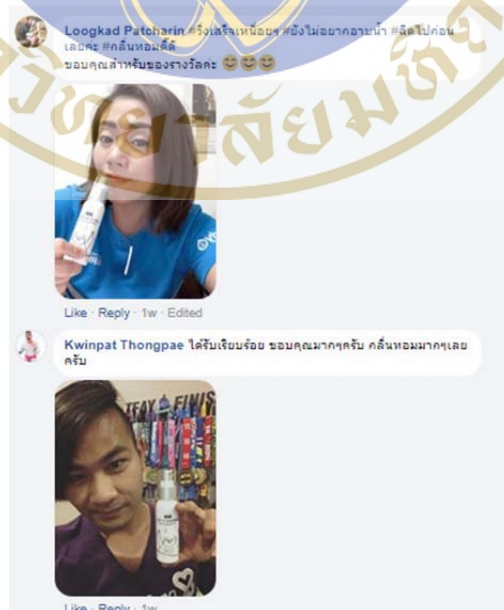 Loogkad Patcharin #วิ่งเสร็จเหนื่อยๆ #ยังไม่อยากอาบน้ำ #ฉีดไปก่อน
เลยค่ะ #กลิ่นหอมดี๊ดี
ขอบคุณสำหรับของรางวัลค่ะ
Like · Reply · 1w · Edited
Kwinpat Thongpae ได้รับเรียบร้อย ขอบคุณมากๆครับ กลิ่นหอมมากๆเลย
ครับ
FINIS
Like · Reply · 1w